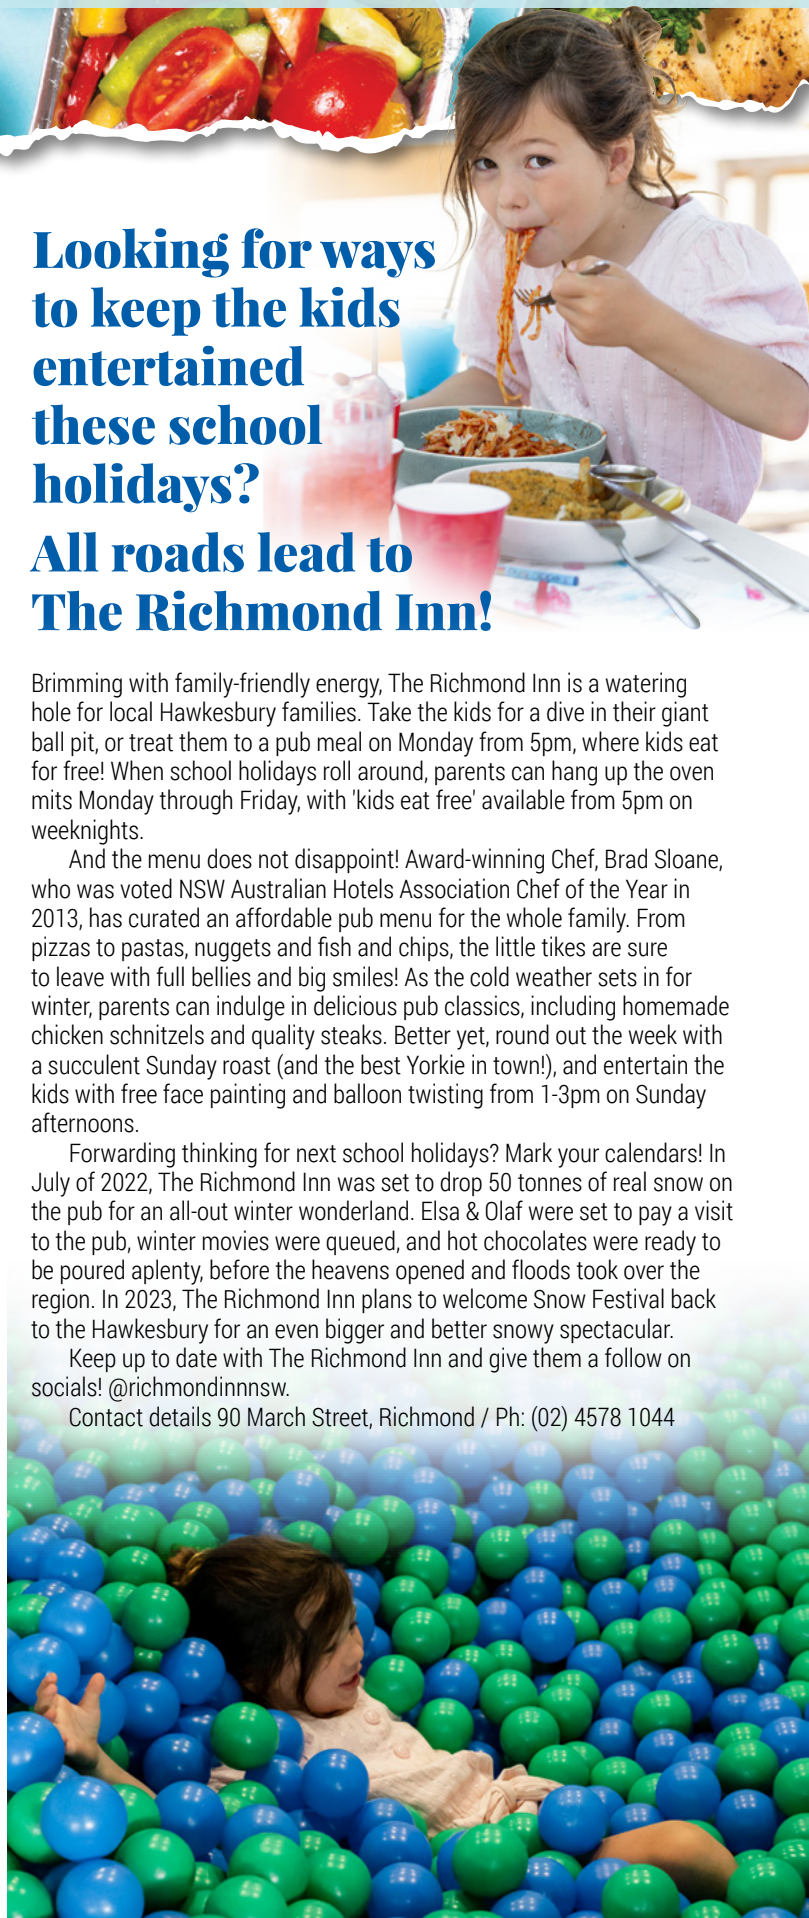 Looking for ways
to keep the kids
entertained
these school
holidays?
All roads lead to
The Richmond Inn!
Brimming with family-friendly energy, The Richmond Inn is a watering
hole for local Hawkesbury families. Take the kids for a dive in their giant
ball pit, or treat them to a pub meal on Monday from 5pm, where kids eat
for free! When school holidays roll around, parents can hang up the oven
mits Monday through Friday, with 'kids eat free' available from 5pm on
weeknights.
And the menu does not disappoint! Award-winning Chef, Brad Sloane,
who was voted NSW Australian Hotels Association Chef of the Year in
2013, has curated an affordable pub menu for the whole family. From
pizzas to pastas, nuggets and fish and chips, the little tikes are sure
to leave with full bellies and big smiles! As the cold weather sets in for
winter, parents can indulge in delicious pub classics, including homemade
chicken schnitzels and quality steaks. Better yet, round out the week with
a succulent Sunday roast (and the best Yorkie in town!), and entertain the
kids with free face painting and balloon twisting from 1-3pm on Sunday
afternoons.
Forwarding thinking for next school holidays? Mark your calendars! In
July of 2022, The Richmond Inn was set to drop 50 tonnes of real snow on
the pub for an all-out winter wonderland. Elsa & Olaf were set to pay a visit
to the pub, winter movies were queued, and hot chocolates were ready to
be poured aplenty, before the heavens opened and floods took over the
region. In 2023, The Richmond Inn plans to welcome Snow Festival back
to the Hawkesbury for an even bigger and better snowy spectacular.
Keep up to date with The Richmond Inn and give them a follow on
socials! @richmondinnnsw.
Contact details 90 March Street, Richmond / Ph: (02) 4578 1044